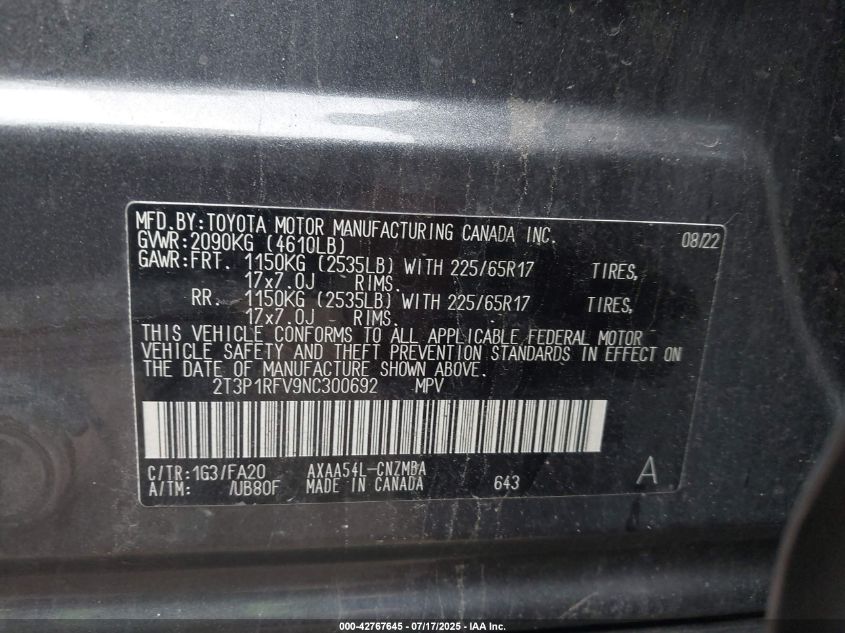 MFD.BY:TOYOTA MOTOR MANUFACTURING CANADA INC. 08/22
GVWR:2090KG (4610LB)
GAWR:FRT. 1150KG (2535LB) WITH 225/65R17 TIRES,
17x7.0J RIMS.
RR. 1150KG (2535LB) WITH 225/65R17 TIRES,
17x7.0J - RIMS.
THIS VEHICLE CONFORMS TO ALL APPLICABLE FEDERAL MOTOR
VEHICLE SAFETY AND THEFT PREVENTION STANDARDS IN EFFECT ON
THE DATE OF MANUFACTURE SHOWN ABOVE.
2T3P1RFV9NC300692 MPV
C/TR:1G3/FA20 AXAA54L-CNZMBA A
A/TM: /UB80F MADE IN CANADA 643
000-42767645 / 07/17/2025 - IAA Inc.